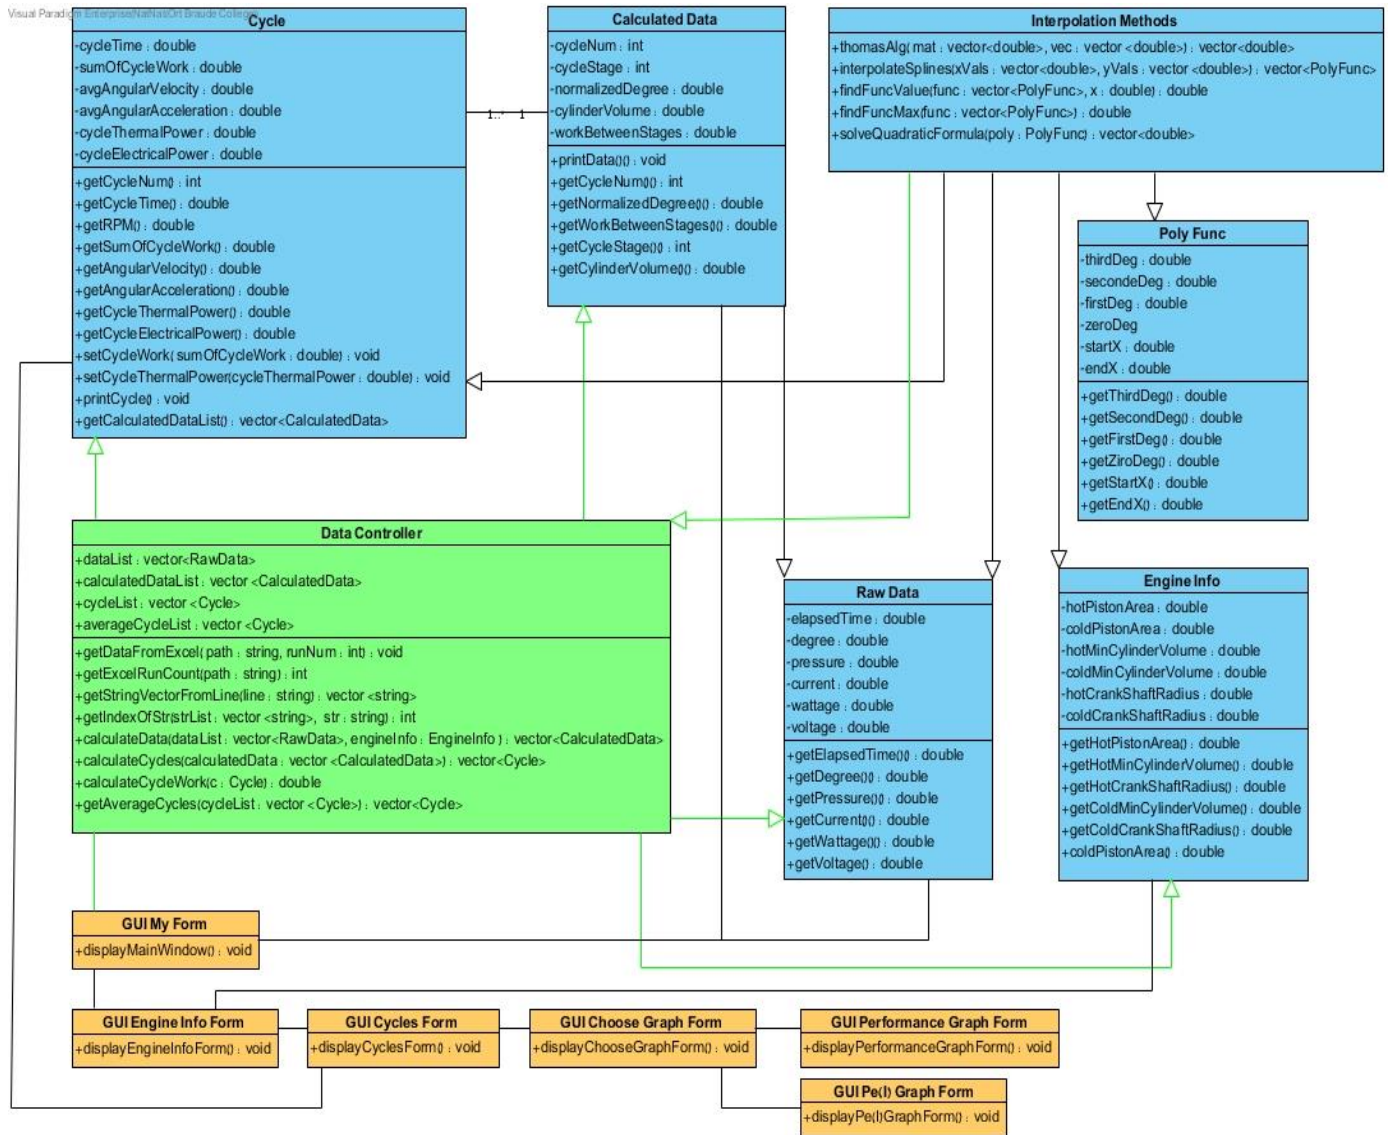 Visual Paradigm Enterprise(NatNat(Ort Braude College))
Cycle
-cycleTime : double
-sumOfCycleWork : double
-avgAngularVelocity : double
-avgAngularAcceleration : double
-cycleThermalPower : double
-cycleElectricalPower : double
+getCycleNum() : int
+getCycleTime() : double
+getRPM() : double
+getSumOfCycleWork() : double
+getAngularVelocity() : double
+getAngularAcceleration() : double
+getCycleThermalPower() : double
+getCycleElectricalPower() : double
+setCycleWork( sumOfCycleWork : double) : void
+setCycleThermalPower(cycleThermalPower : double) : void
+printCycle() : void
+getCalculatedDataList() : vector<CalculatedData>
1..* 1
Calculated Data
-cycleNum : int
-cycleStage : int
-normalizedDegree : double
-cylinderVolume : double
-workBetweenStages : double
+printData()() : void
+getCycleNum()() : int
+getNormalizedDegree()() : double
+getWorkBetweenStages()() : double
+getCycleStage()() : int
+getCylinderVolume()() : double
Interpolation Methods
+thomasAlg( mat : vector<double>, vec : vector <double>) : vector<double>
+interpolateSplines(xVals : vector<double>, yVals : vector <double>) : vector<PolyFunc>
+findFuncValue(func : vector<PolyFunc>, x : double) : double
+findFuncMax(func : vector<PolyFunc>) : double
+solveQuadraticFormula(poly : PolyFunc) : vector<double>
Poly Func
-thirdDeg : double
-secondeDeg : double
-firstDeg : double
-zeroDeg
-startX : double
-endX : double
+getThirdDeg() : double
+getSecondDeg() : double
+getFirstDeg() : double
+getZiroDeg() : double
+getStartX() : double
+getEndX() : double
Data Controller
+dataList : vector<RawData>
+calculatedDataList : vector <CalculatedData>
+cycleList : vector <Cycle>
+averageCycleList : vector <Cycle>
+getDataFromExcel( path : string, runNum : int) : void
+getExcelRunCount(path : string) : int
+getStringVectorFromLine(line : string) : vector <string>
+getIndexOfStr(strList : vector <string>, str : string) : int
+calculateData(dataList : vector<RawData>, engineInfo : EngineInfo ) : vector<CalculatedData>
+calculateCycles(calculatedData : vector <CalculatedData>) : vector<Cycle>
+calculateCycleWork(c : Cycle) : double
+getAverageCycles(cycleList : vector <Cycle>) : vector<Cycle>
Raw Data
-elapsedTime : double
-degree : double
-pressure : double
-current : double
-wattage : double
-voltage : double
+getElapsedTime()() : double
+getDegree()() : double
+getPressure()() : double
+getCurrent()() : double
+getWattage()() : double
+getVoltage() : double
Engine Info
-hotPistonArea : double
-coldPistonArea : double
-hotMinCylinderVolume : double
-coldMinCylinderVolume : double
-hotCrankShaftRadius : double
-coldCrankShaftRadius : double
+getHotPistonArea() : double
+getHotMinCylinderVolume() : double
+getHotCrankShaftRadius() : double
+getColdMinCylinderVolume() : double
+getColdCrankShaftRadius() : double
+coldPistonArea() : double
GUI My Form
+displayMainWindow() : void
GUI Engine Info Form
+displayEngineInfoForm() : void
GUI Cycles Form
+displayCyclesForm() : void
GUI Choose Graph Form
+displayChooseGraphForm() : void
GUI Performance Graph Form
+displayPerformanceGraphForm() : void
GUI Pe(I) Graph Form
+displayPe(I)GraphForm() : void